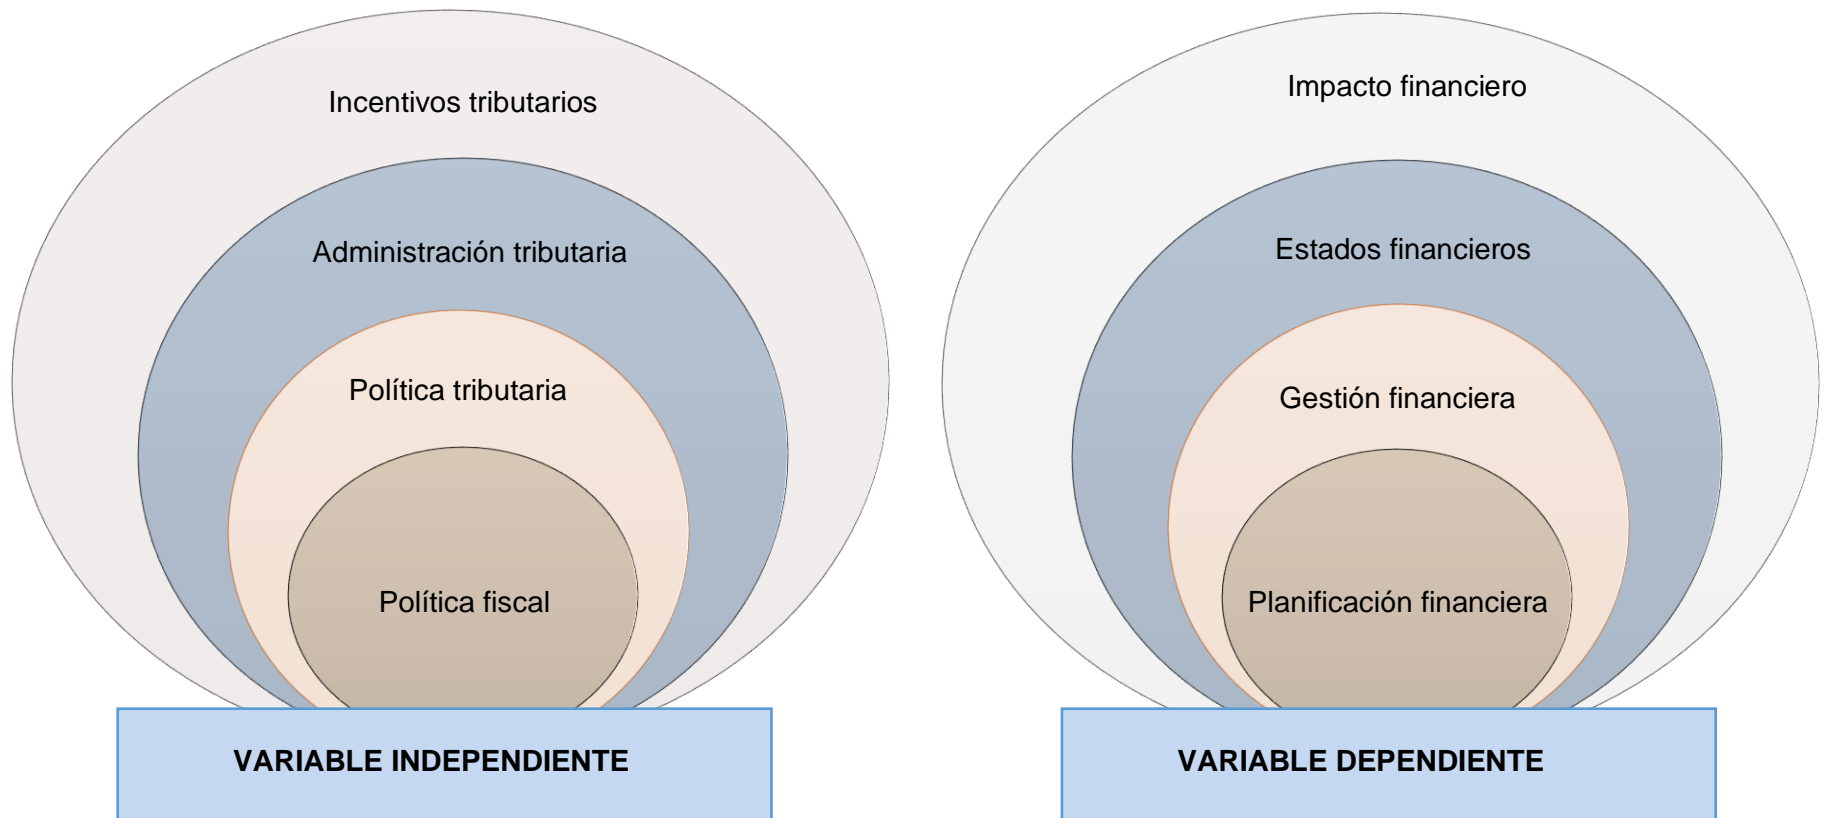 Incentivos tributarios
Administración tributaria
Política tributaria
Política fiscal
VARIABLE INDEPENDIENTE
Impacto financiero
Estados financieros
Gestión financiera
Planificación financiera
VARIABLE DEPENDIENTE